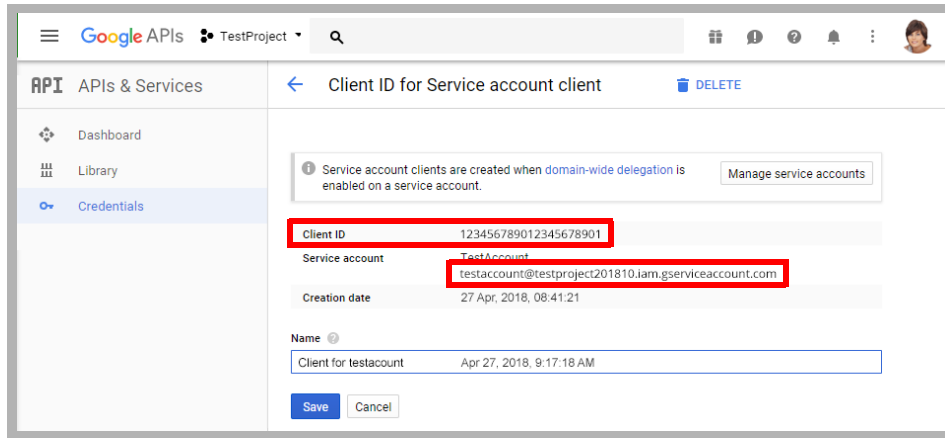 Google APIs TestProject
API APIs & Services
Client ID for Service account client DELETE
Dashboard
Library
Credentials
Service account clients are created when domain-wide delegation is
enabled on a service account.
Manage service accounts
Client ID 123456789012345678901
Service account TestAccount
testaccount@testproject201810.iam.gserviceaccount.com
Creation date 27 Apr, 2018, 08:41:21
Name
Client for testacount Apr 27, 2018, 9:17:18 AM
Save Cancel